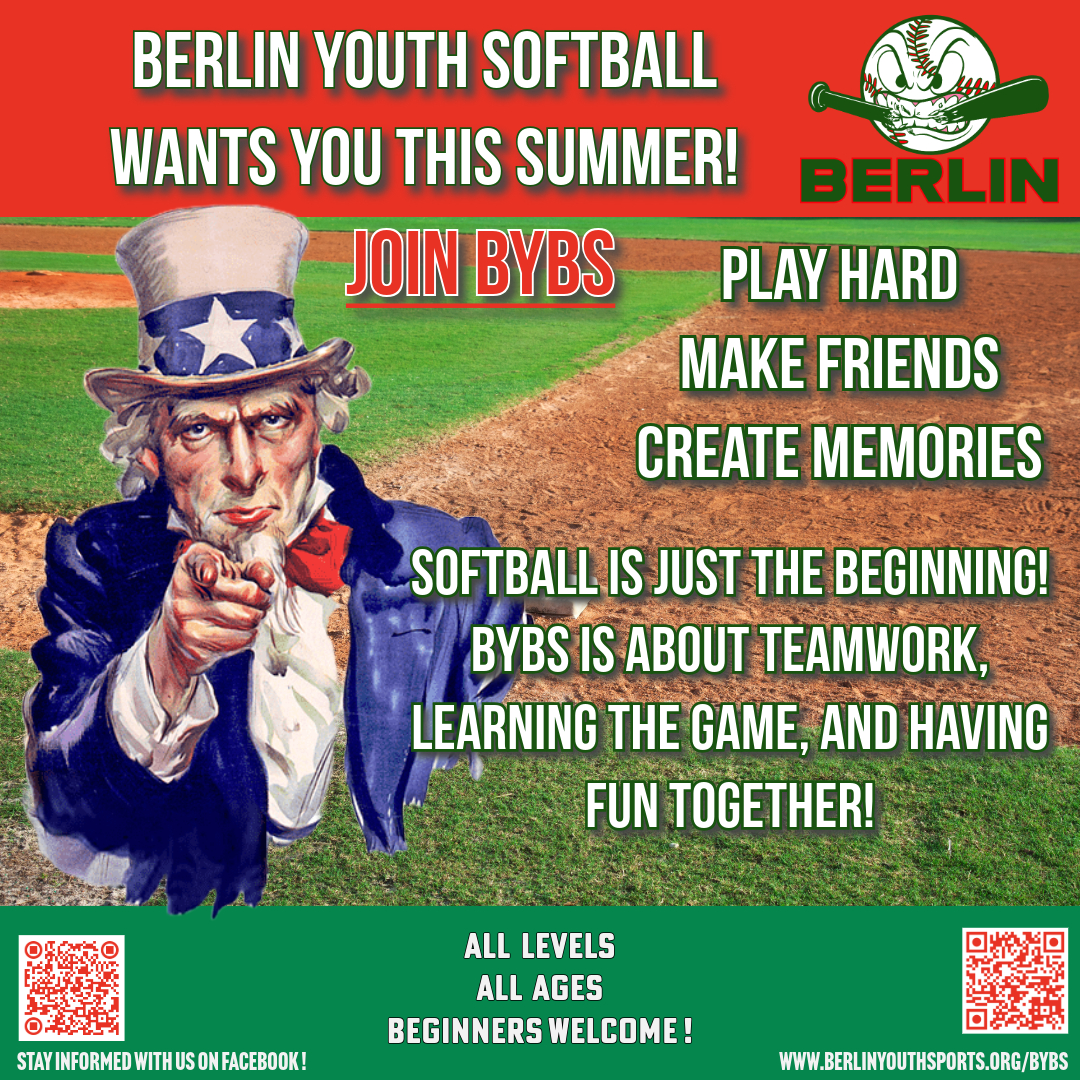 BERLIN YOUTH SOFTBALL
WANTS YOU THIS SUMMER!
BERLIN
JOIN BYBS
PLAY HARD
MAKE FRIENDS
CREATE MEMORIES
SOFTBALL IS JUST THE BEGINNING!
BYBS IS ABOUT TEAMWORK,
LEARNING THE GAME, AND HAVING
FUN TOGETHER!
ALL LEVELS
ALL AGES
BEGINNERS WELCOME!
STAY INFORMED WITH US ON FACEBOOK!
WWW.BERLINYOUTHSPORTS.ORG/BYBS